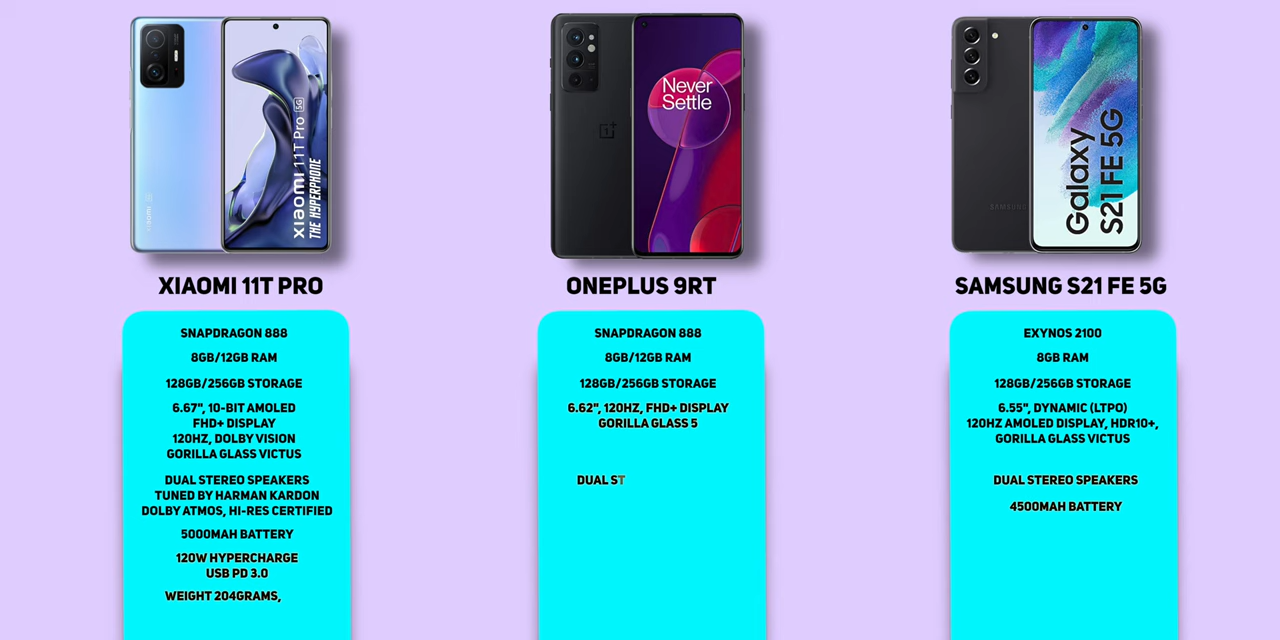 Xiaomi 11T Pro 5G
THE HYPERPHONE
xiaomi
Never
Settle
Galaxy
S21 FE 5G
SAMSUNG
XIAOMI 11T PRO
SNAPDRAGON 888
8GB/12GB RAM
128GB/256GB STORAGE
6.67", 10-BIT AMOLED
FHD+ DISPLAY
120HZ, DOLBY VISION
GORILLA GLASS VICTUS
DUAL STEREO SPEAKERS
TUNED BY HARMAN KARDON
DOLBY ATMOS, HI-RES CERTIFIED
5000MAH BATTERY
120W HYPERCHARGE
USB PD 3.0
WEIGHT 204GRAMS,
ONEPLUS 9RT
SNAPDRAGON 888
8GB/12GB RAM
128GB/256GB STORAGE
6.62", 120HZ, FHD+ DISPLAY
GORILLA GLASS 5
DUAL ST
SAMSUNG S21 FE 5G
EXYNOS 2100
8GB RAM
128GB/256GB STORAGE
6.55", DYNAMIC (LTPO)
120HZ AMOLED DISPLAY, HDR10+,
GORILLA GLASS VICTUS
DUAL STEREO SPEAKERS
4500MAH BATTERY